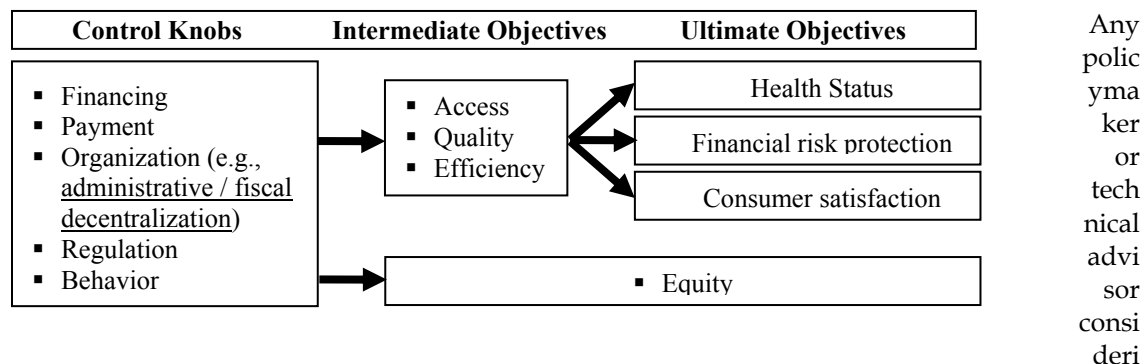 Control Knobs Intermediate Objectives Ultimate Objectives
▪ Financing
▪ Payment
▪ Organization (e.g.,
administrative / fiscal
decentralization)
▪ Regulation
▪ Behavior
▪ Access
▪ Quality
▪ Efficiency
Health Status
Financial risk protection
Consumer satisfaction
▪ Equity
Any
polic
yma
ker
or
tech
nical
advi
sor
consi
deri